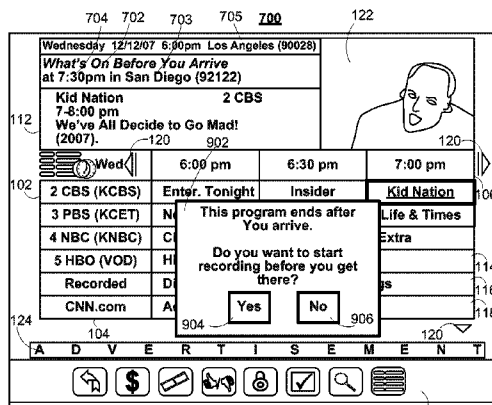 704 702 703 705 700
122
Wednesday 12/12/07 6:00pm Los Angeles (90028)
What's On Before You Arrive
at 7:30pm in San Diego (92122)
Kid Nation 2 CBS
7-8:00 pm
We've All Decide to Go Mad!
(2007).
112
902
120
120
Wed 6:00 pm 6:30 pm 7:00 pm
102
106
2 CBS (KCBS) Enter. Tonight Insider Kid Nation
3 PBS (KCET) Life & Times
4 NBC (KNBC) Extra
5 HBO (VOD)
Recorded
CNN.com
This program ends after
You arrive.
Do you want to start
recording before you get
there?
Yes No
904 906
114
116
118
104
120
124
A D V E R T I S E M E N T
$